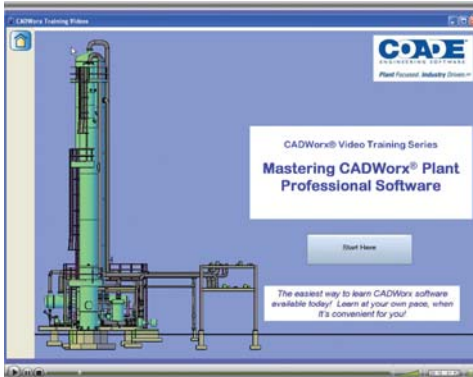 CADWorx Training Videos
COADE
ENGINEERING SOFTWARE
Plant Focused. Industry Driven.
CADWorx® Video Training Series
Mastering CADWorx® Plant
Professional Software
Start Here
The easiest way to learn CADWorx software
available today! Learn at your own pace, when
it's convenient for you!